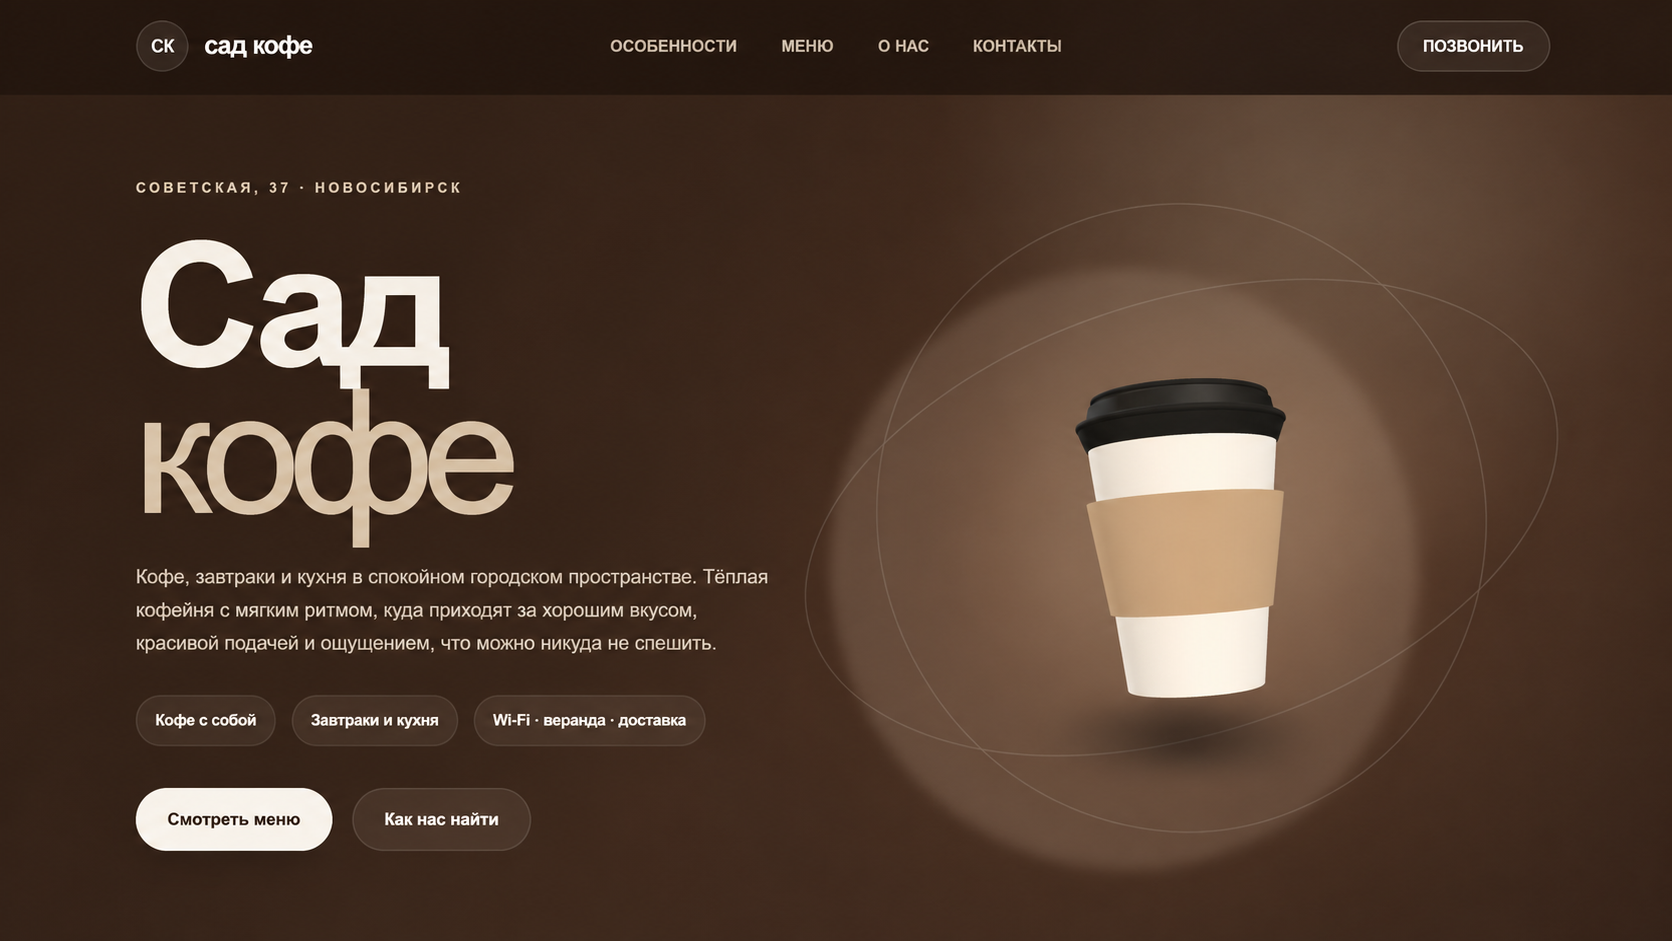 СК
сад кофе
ОСОБЕННОСТИ
МЕНЮ
О НАС
КОНТАКТЫ
ПОЗВОНИТЬ
СОВЕТСКАЯ, 37 · НОВОСИБИРСК
Сад
кофе
Кофе, завтраки и кухня в спокойном городском пространстве. Тёплая
кофейня с мягким ритмом, куда приходят за хорошим вкусом,
красивой подачей и ощущением, что можно никуда не спешить.
Кофе с собой
Завтраки и кухня
Wi-Fi · веранда · доставка
Смотреть меню
Как нас найти